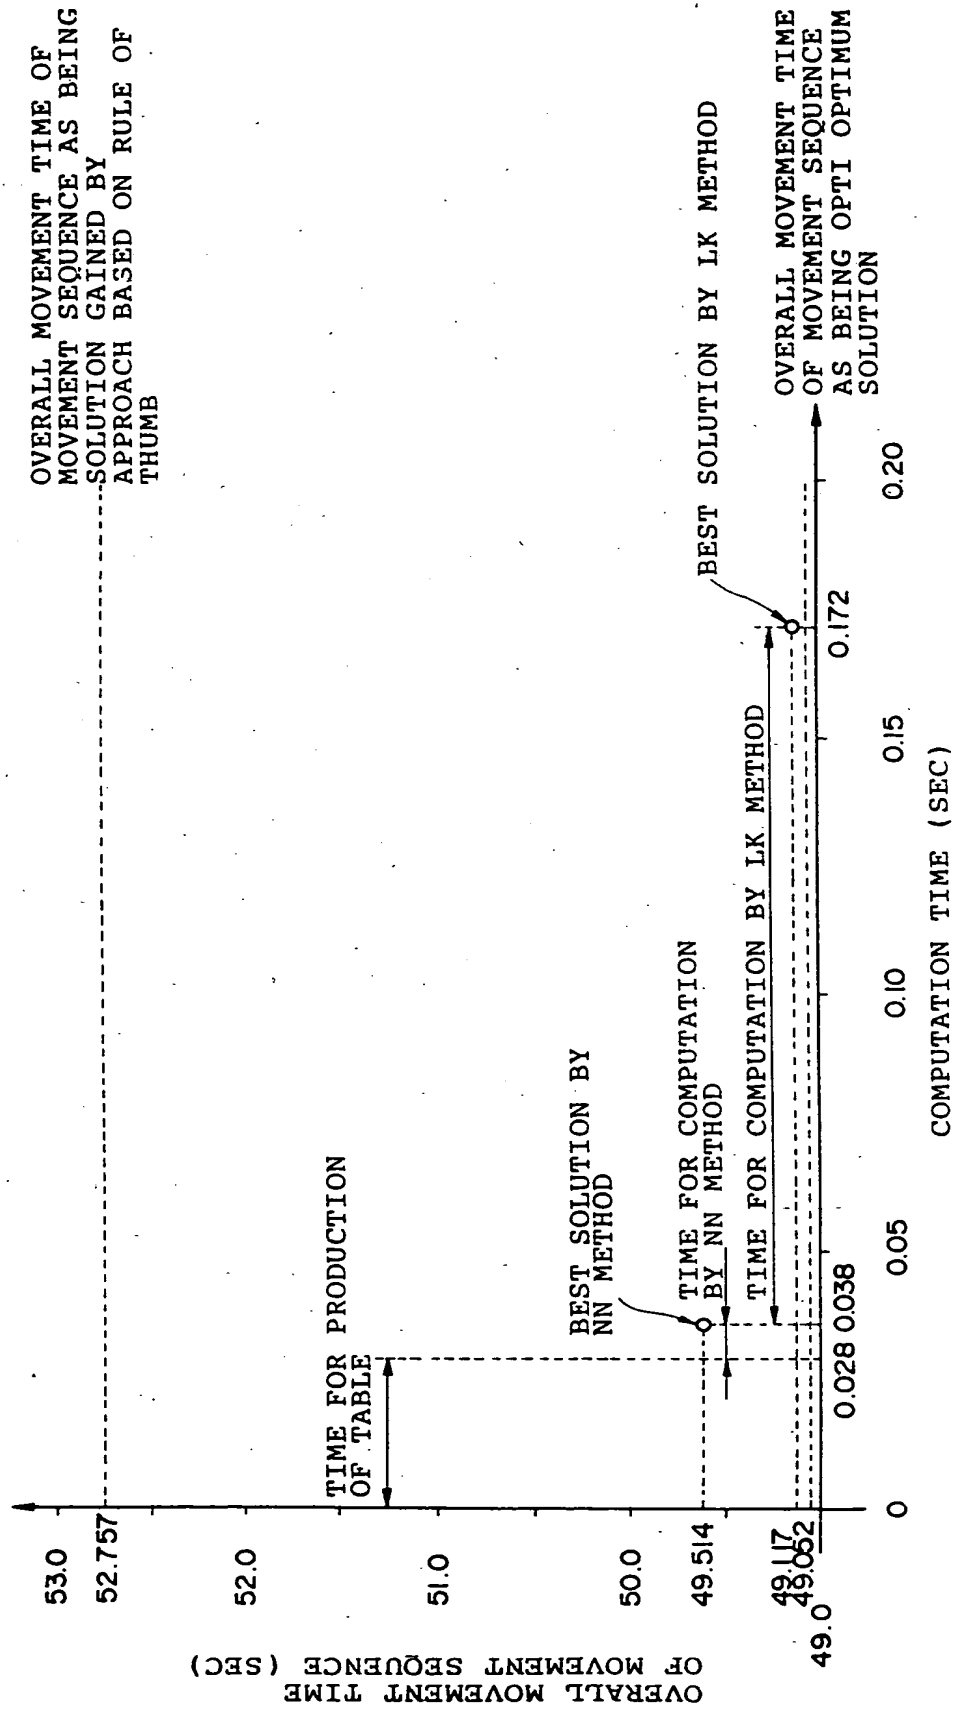 OVERALL MOVEMENT TIME
OF MOVEMENT SEQUENCE (SEC)
53.0
52.757
52.0
51.0
50.0
49.514
49.117
49.052
49.0
OVERALL MOVEMENT TIME OF
MOVEMENT SEQUENCE AS BEING
SOLUTION GAINED BY
APPROACH BASED ON RULE OF
THUMB
TIME FOR PRODUCTION
OF TABLE
BEST SOLUTION BY
NN METHOD
TIME FOR COMPUTATION
BY NN METHOD
TIME FOR COMPUTATION BY LK METHOD
BEST SOLUTION BY LK METHOD
OVERALL MOVEMENT TIME
OF MOVEMENT SEQUENCE
AS BEING OPTI OPTIMUM
SOLUTION
0
0.028
0.038
0.05
0.10
0.15
0.172
0.20
COMPUTATION TIME (SEC)